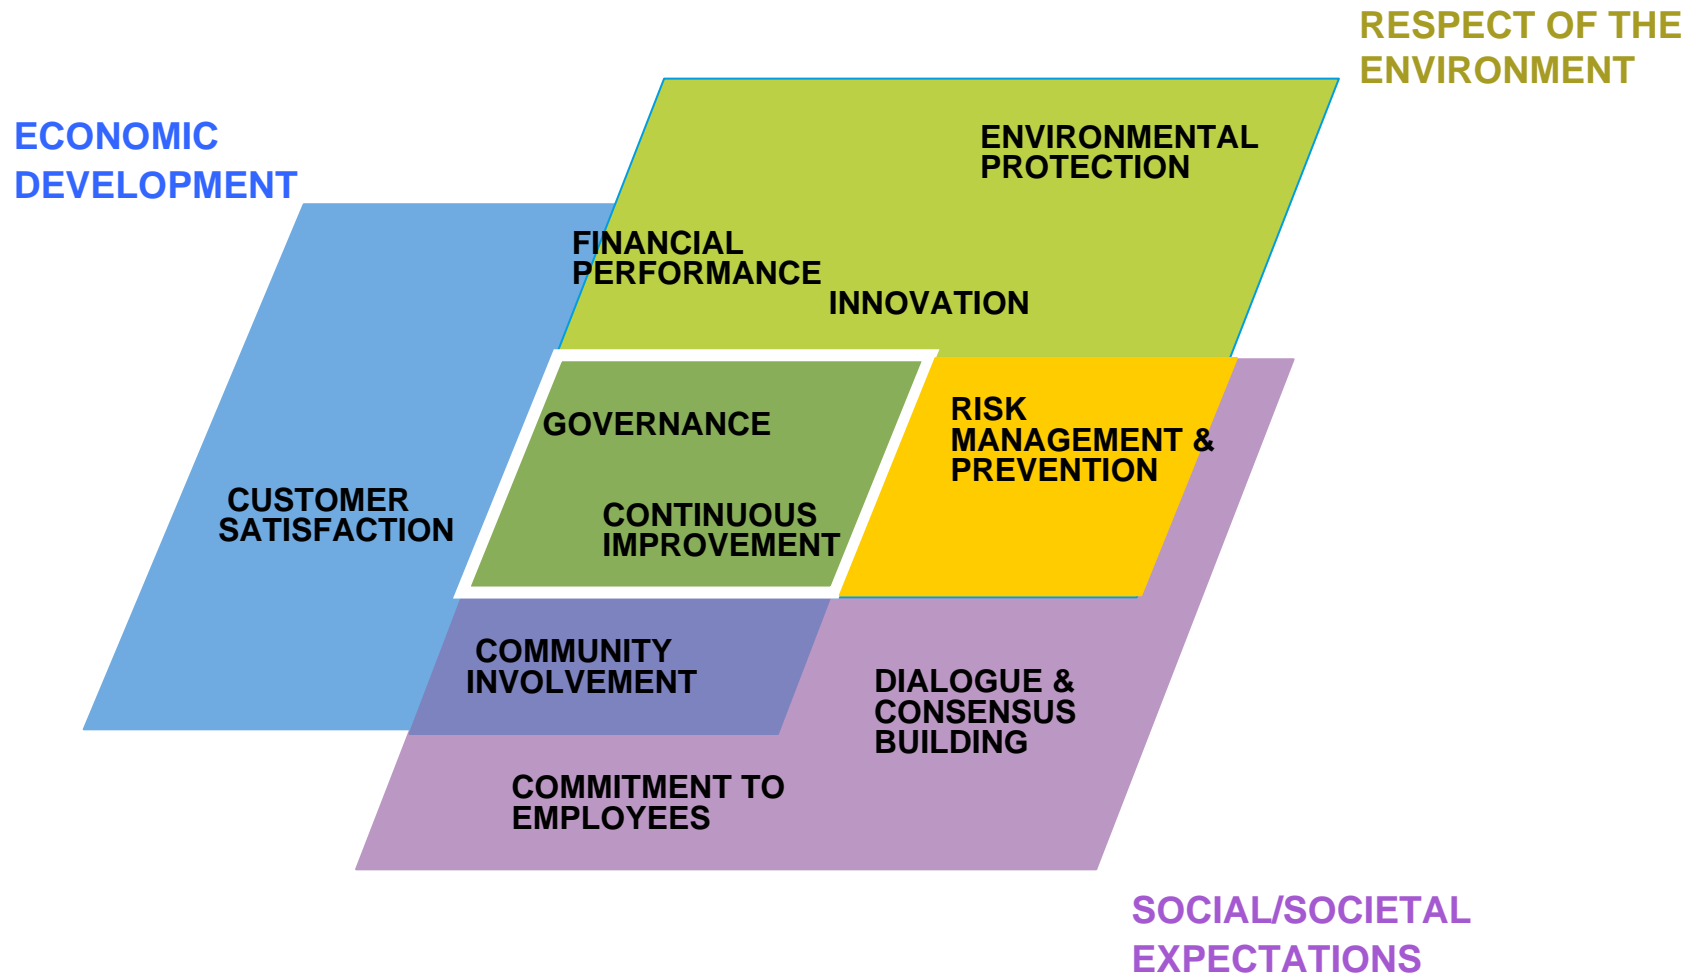 RESPECT OF THE
ENVIRONMENT
ECONOMIC
DEVELOPMENT
ENVIRONMENTAL
PROTECTION
FINANCIAL
PERFORMANCE
INNOVATION
GOVERNANCE
RISK
MANAGEMENT &
PREVENTION
CUSTOMER
SATISFACTION
CONTINUOUS
IMPROVEMENT
COMMUNITY
INVOLVEMENT
DIALOGUE &
CONSENSUS
BUILDING
COMMITMENT TO
EMPLOYEES
SOCIAL/SOCIETAL
EXPECTATIONS